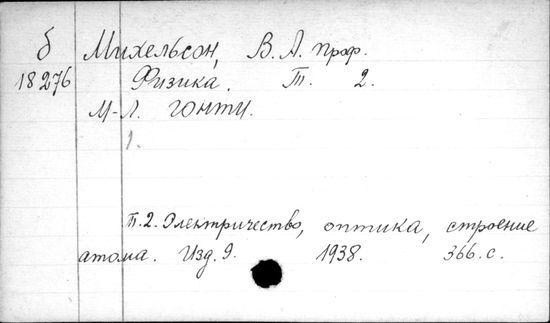 б Михельсон, В. А. проф.
18276 Физика. Т. 2.
М-Л. ГОНТИ.
1.
Т. 2. Электричество, оптика, строение
атома. Изд. 9. 1938. 366. с.